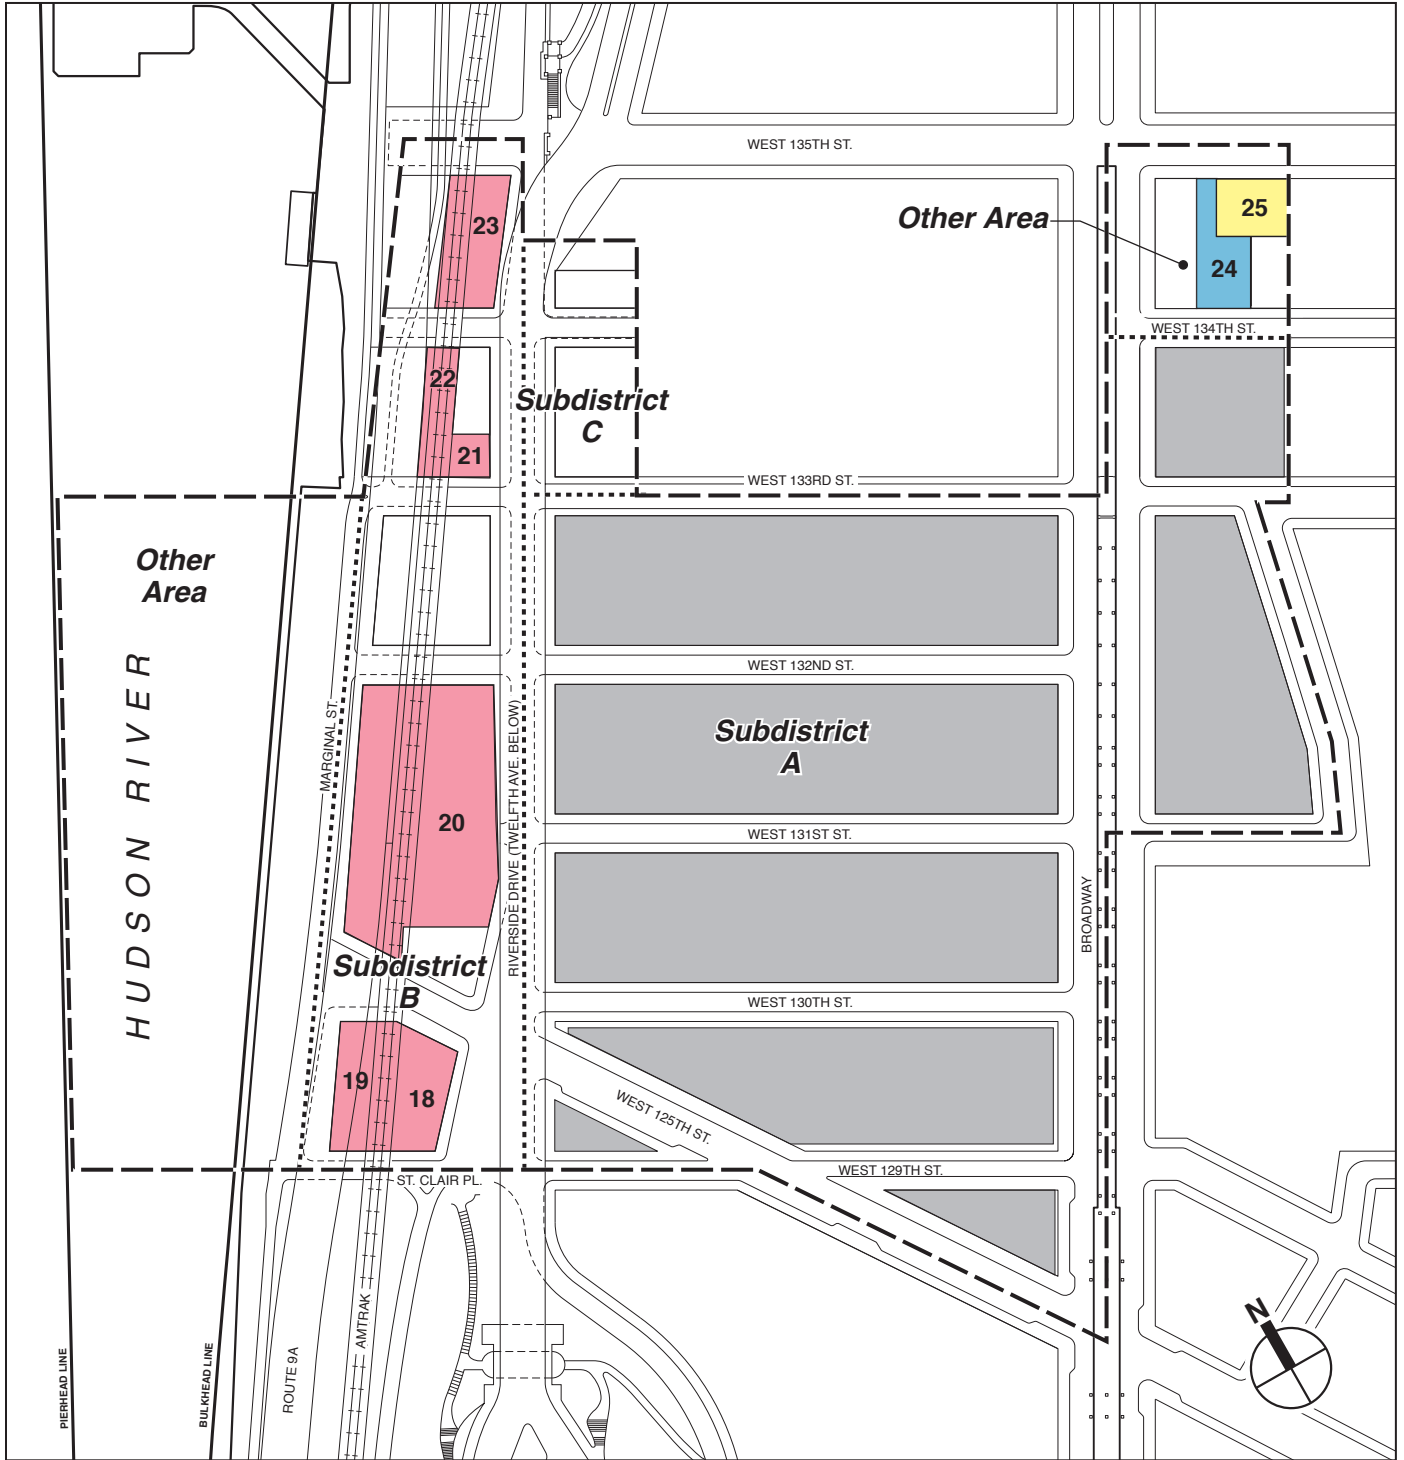 WEST 135TH ST.
23
Other Area
25
24
WEST 134TH ST.
22
Subdistrict
C
21
WEST 133RD ST.
Other
Area
HUDSON RIVER
WEST 132ND ST.
MARGINAL ST.
RIVERSIDE DRIVE (TWELFTH AVE. BELOW)
Subdistrict
A
20
WEST 131ST ST.
BROADWAY
Subdistrict
B
WEST 130TH ST.
19
18
WEST 125TH ST.
WEST 129TH ST.
ST. CLAIR PL.
N
AMTRAK
PIERHEAD LINE
BULKHEAD LINE
ROUTE 9A